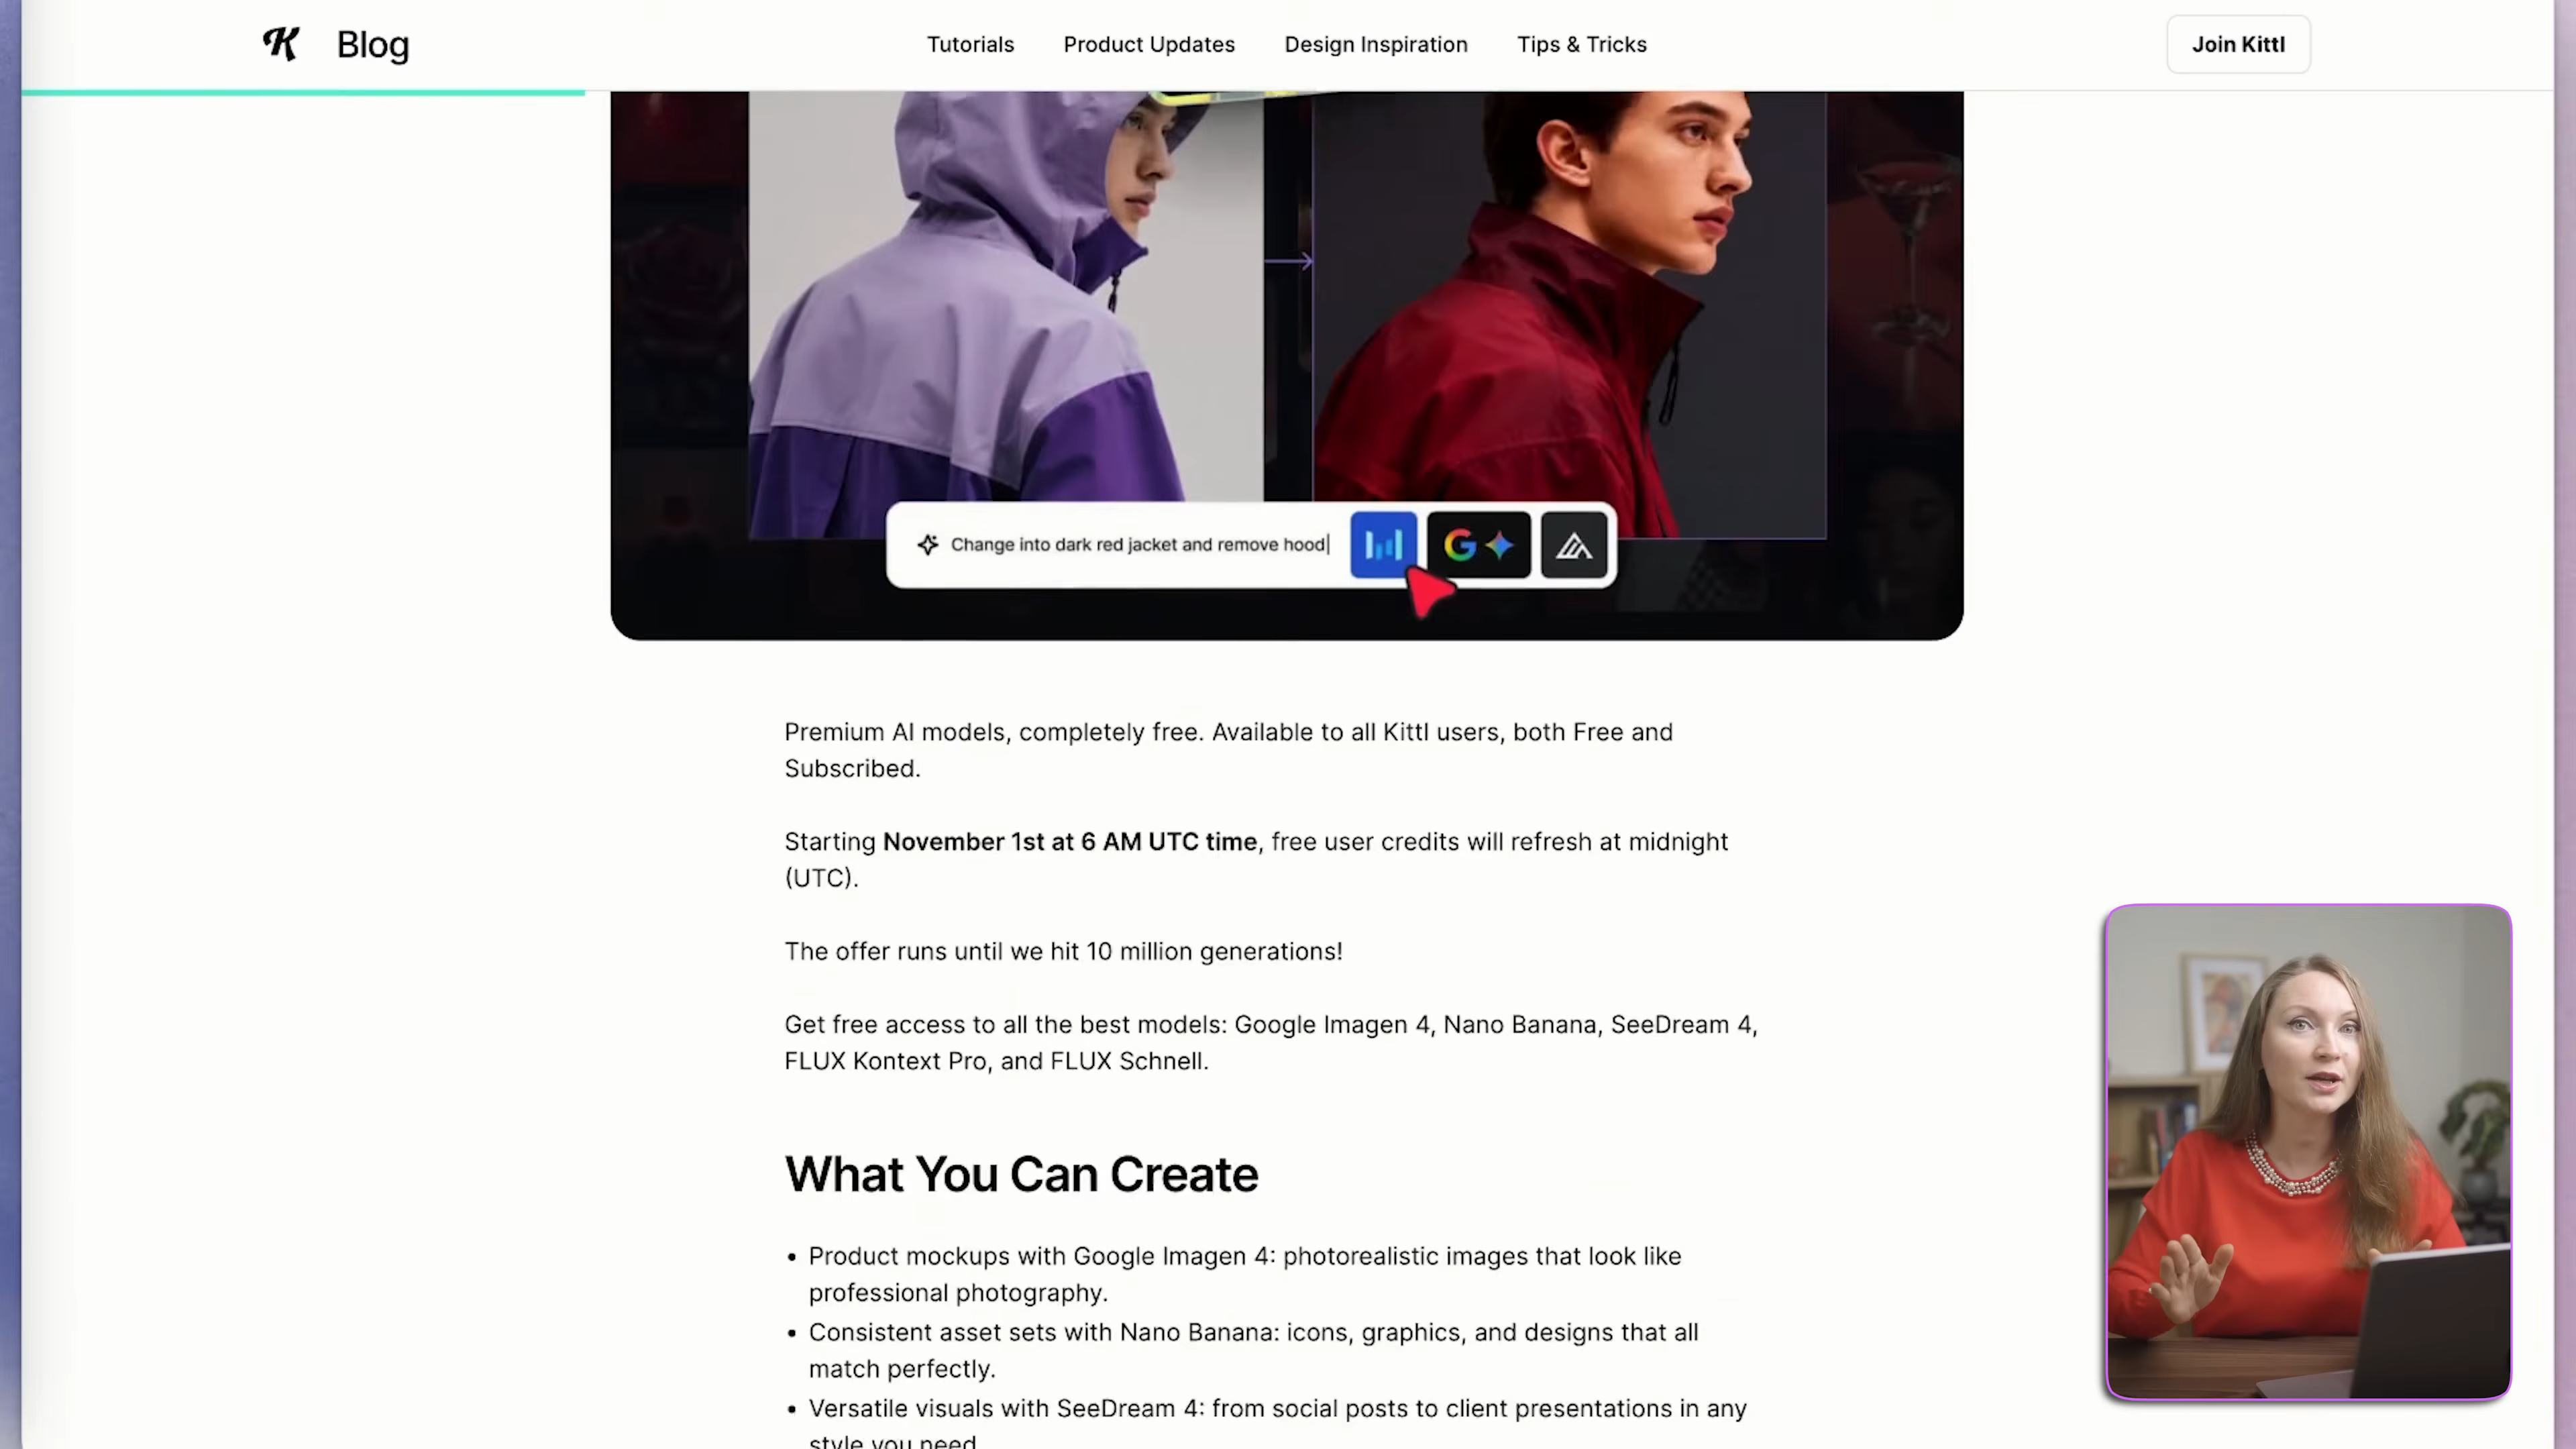 K Blog
Tutorials
Product Updates
Design Inspiration
Tips & Tricks
Join Kittl
Change into dark red jacket and remove hood
G
Premium AI models, completely free. Available to all Kittl users, both Free and
Subscribed.
Starting November 1st at 6 AM UTC time, free user credits will refresh at midnight
(UTC).
The offer runs until we hit 10 million generations!
Get free access to all the best models: Google Imagen 4, Nano Banana, SeeDream 4,
FLUX Kontext Pro, and FLUX Schnell.
What You Can Create
• Product mockups with Google Imagen 4: photorealistic images that look like
professional photography.
• Consistent asset sets with Nano Banana: icons, graphics, and designs that all
match perfectly.
• Versatile visuals with SeeDream 4: from social posts to client presentations in any
style you need